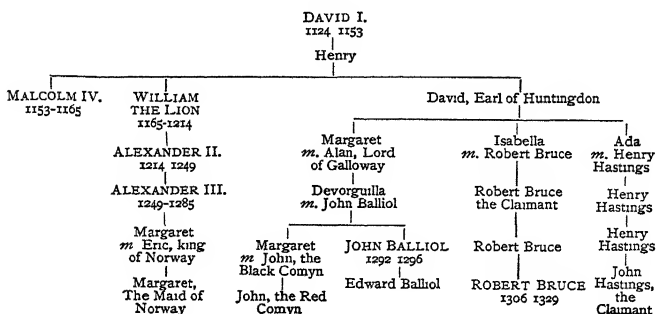 DAVID I.
1124 1153
Henry
MALCOLM IV.
1153-1165
WILLIAM
THE LION
1165-1214
ALEXANDER II.
1214 1249
ALEXANDER III.
1249-1285
Margaret
m Eric, king
of Norway
Margaret,
The Maid of
Norway
David, Earl of Huntingdon
Margaret
m. Alan, Lord
of Galloway
Devorguilla
m. John Balliol
Margaret
m John, the
Black Comyn
John, the Red
Comyn
JOHN BALLIOL
1292 1296
Edward Balliol
Isabella
m. Robert Bruce
Robert Bruce
the Claimant
Robert Bruce
ROBERT BRUCE
1306 1329
Ada
m. Henry
Hastings
Henry
Hastings
Henry
Hastings
John
Hastings,
the
Claimant